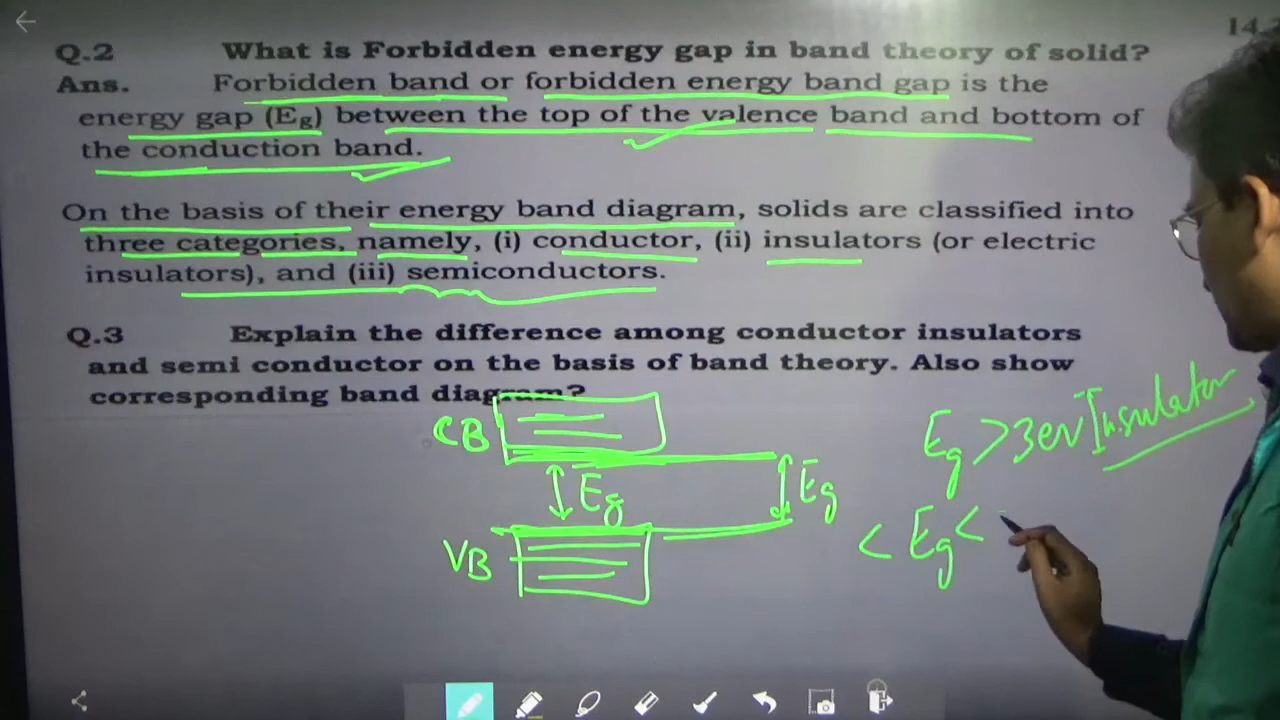 14.
Q.2 What is Forbidden energy gap in band theory of solid?
Ans. Forbidden band or forbidden energy band gap is the
energy gap (Eg) between the top of the valence band and bottom of
the conduction band.
On the basis of their energy band diagram, solids are classified into
three categories, namely, (i) conductor, (ii) insulators (or electric
insulators), and (iii) semiconductors.
Q.3 Explain the difference among conductor insulators
and semi conductor on the basis of band theory. Also show
corresponding band diagram?
CB
Eg > 3ev Insulator
Eg Eg
< Eg <
VB